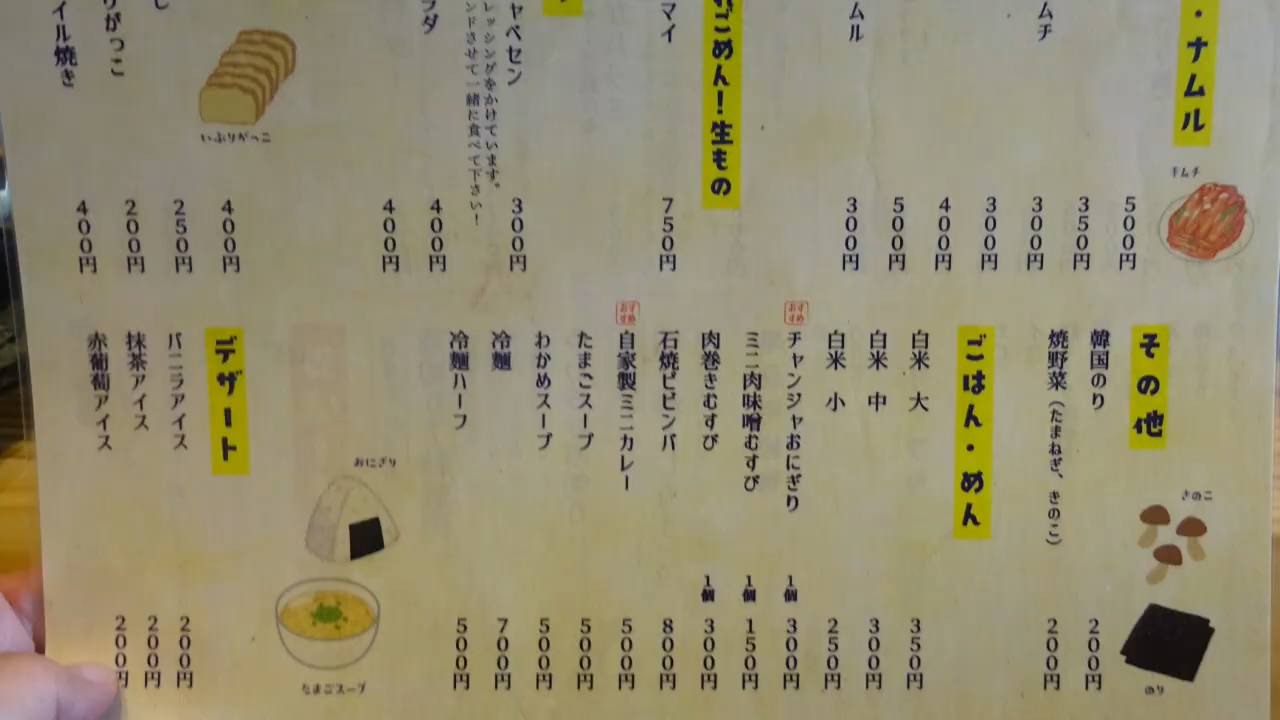 ・ナムル
キムチ
500円
350円
ムチ
300円
300円
400円
500円
ムル
300円
ごめん！生もの
マイ
750円
ャベセン
300円
レッシングをかけています。
ンドさせて一緒に食べて下さい！
ラダ
400円
400円
いぶりがっこ
400円
250円
りがっこ
200円
イル焼き
400円
その他
韓国のり
200円
焼野菜（たまねぎ、きのこ）
200円
きのこ
のり
ごはん・めん
白米 大
350円
白米 中
300円
白米 小
250円
おすすめ
チャンジャおにぎり
1個 300円
ミニ肉味噌むすび
1個 150円
肉巻きむすび
1個 300円
石焼ビビンバ
800円
おすすめ
自家製ミニカレー
500円
たまごスープ
500円
わかめスープ
500円
冷麺
700円
冷麺ハーフ
500円
おにぎり
たまごスープ
デザート
バニラアイス
200円
抹茶アイス
200円
赤葡萄アイス
200円